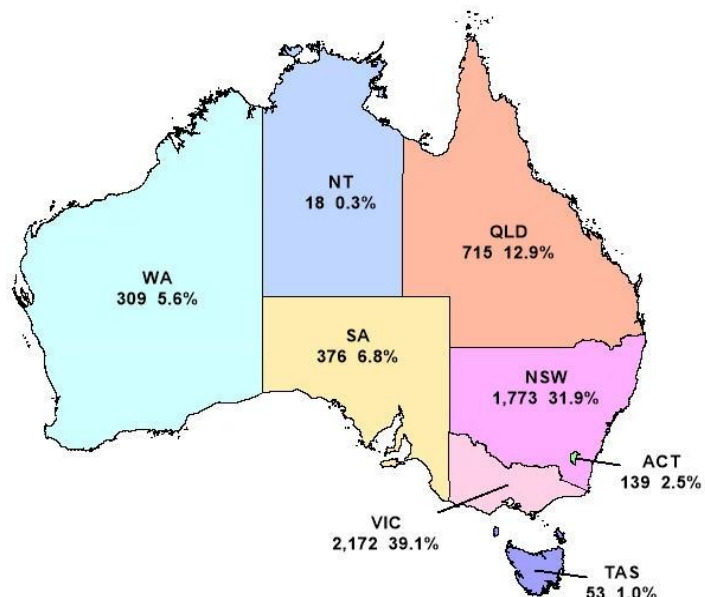 NT
18 0.3%
QLD
715 12.9%
WA
309 5.6%
SA
376 6.8%
NSW
1,773 31.9%
ACT
139 2.5%
VIC
2,172 39.1%
TAS
53 1.0%